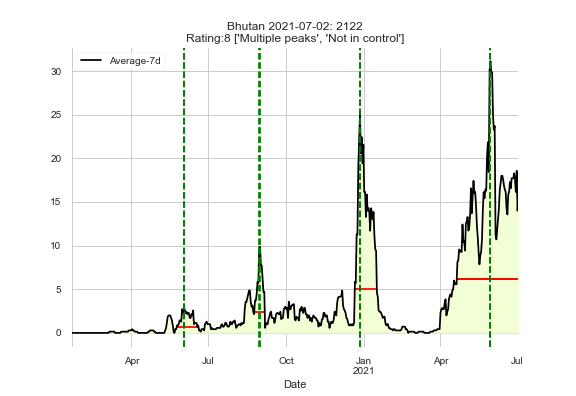 Bhutan 2021-07-02: 2122
Rating:8 ['Multiple peaks', 'Not in control']
Average-7d
30
25
20
15
10
5
0
Apr
Jul
Oct
Jan
2021
Apr
Jul
Date